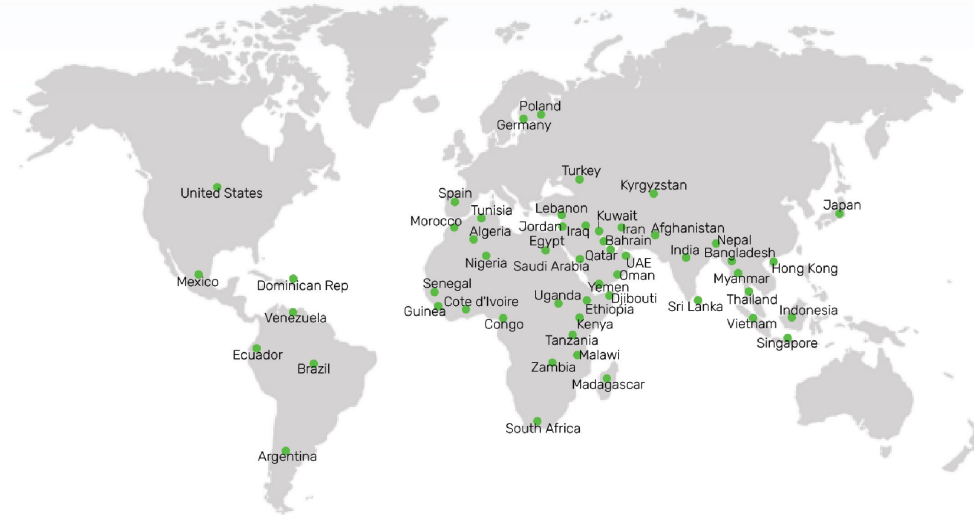 Poland
Germany
Turkey
Kyrgyzstan
United States
Spain
Tunisia
Lebanon
Kuwait
Japan
Morocco
Algeria
Jordan
Iraq
Iran
Afghanistan
Egypt
Bahrain
Nepal
Nigeria
Saudi Arabia
Qatar
UAE
India
Bangladesh
Mexico
Dominican Rep
Senegal
Oman
Myanmar
Hong Kong
Yemen
Guinea
Cote d'Ivoire
Uganda
Djibouti
Ethiopia
Sri Lanka
Thailand
Indonesia
Venezuela
Congo
Kenya
Vietnam
Tanzania
Singapore
Ecuador
Malawi
Brazil
Zambia
Madagascar
South Africa
Argentina